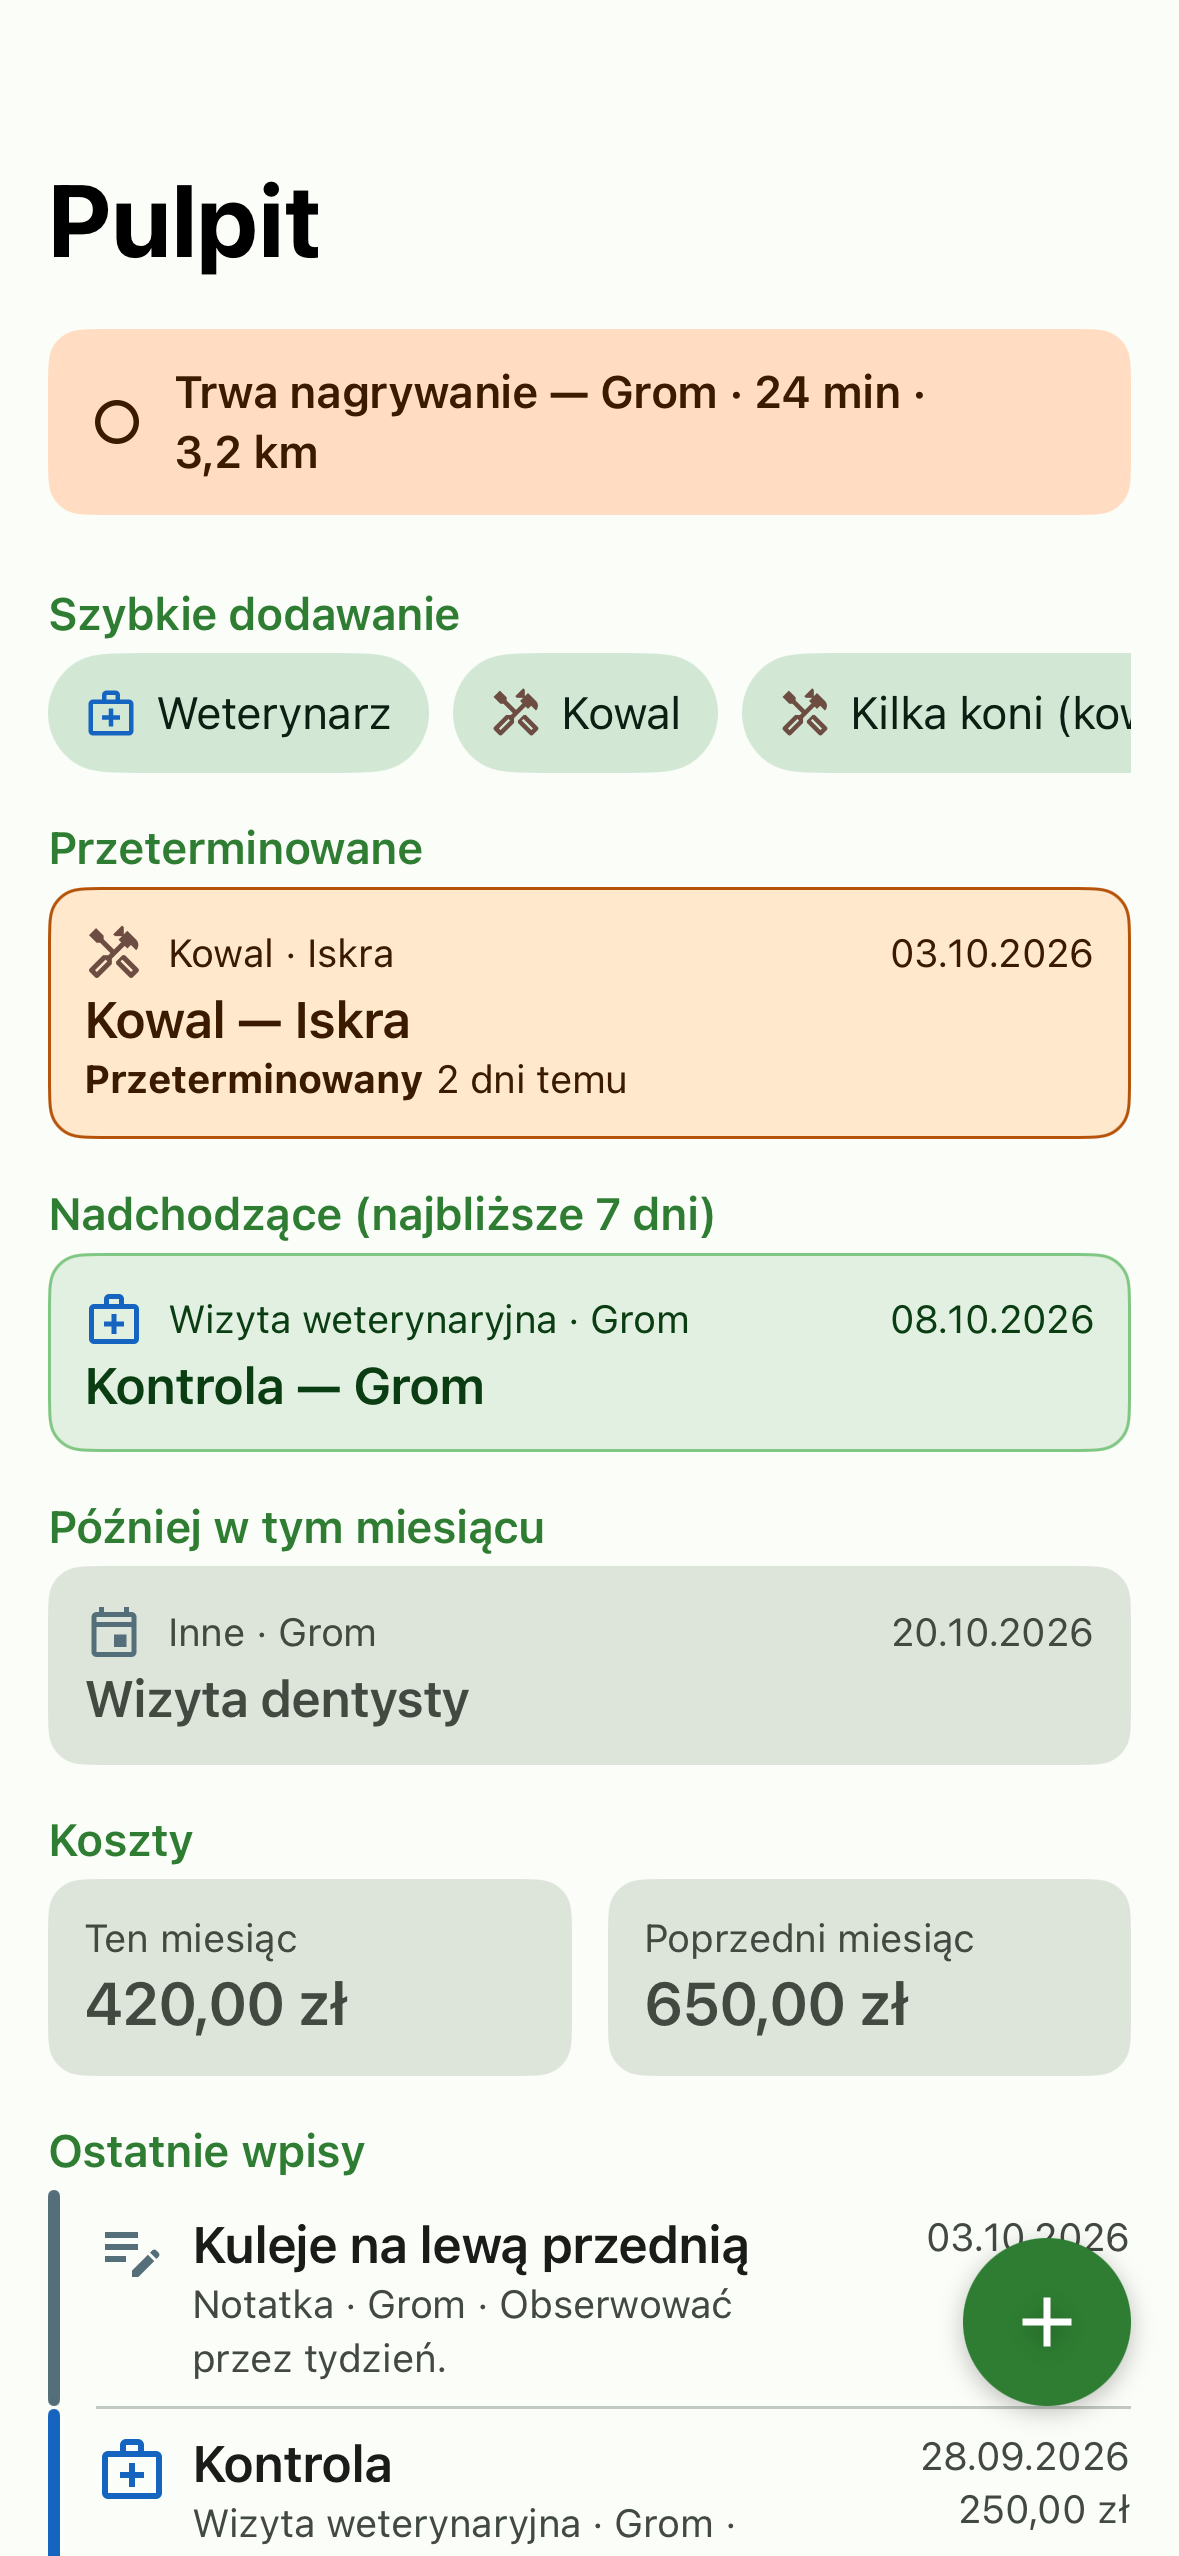 Pulpit
Trwa nagrywanie — Grom · 24 min ·
3,2 km
Szybkie dodawanie
Weterynarz
Kowal
Kilka koni (kow
Przeterminowane
Kowal · Iskra 03.10.2026
Kowal — Iskra
Przeterminowany 2 dni temu
Nadchodzące (najbliższe 7 dni)
Wizyta weterynaryjna · Grom 08.10.2026
Kontrola — Grom
Później w tym miesiącu
Inne · Grom 20.10.2026
Wizyta dentysty
Koszty
Ten miesiąc
420,00 zł
Poprzedni miesiąc
650,00 zł
Ostatnie wpisy
Kuleje na lewą przednią 03.10.2026
Notatka · Grom · Obserwować
przez tydzień.
Kontrola 28.09.2026
250,00 zł
Wizyta weterynaryjna · Grom ·